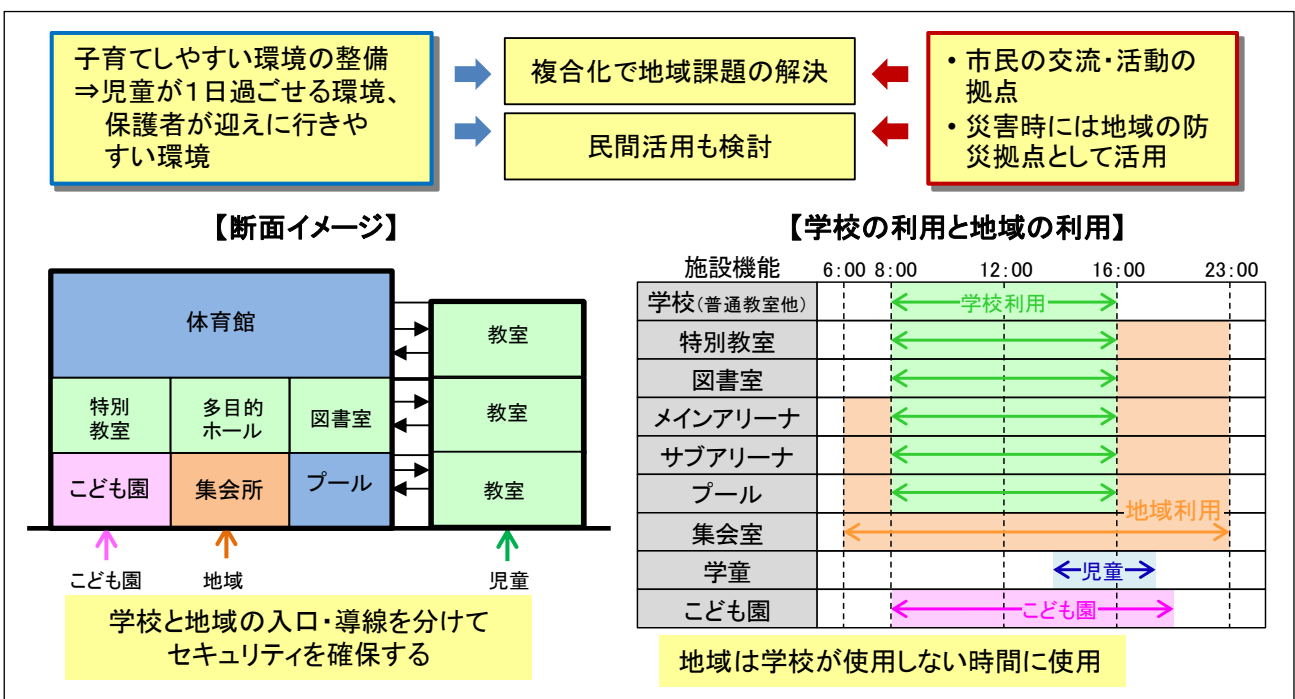 子育てしやすい環境の整備
⇒児童が1日過ごせる環境、
保護者が迎えに行きや
すい環境
複合化で地域課題の解決
民間活用も検討
・市民の交流・活動の
拠点
・災害時には地域の防
災拠点として活用
【断面イメージ】
体育館
教室
特別
教室
多目的
ホール
図書室
教室
こども園
集会所
プール
教室
こども園
地域
児童
学校と地域の入口・導線を分けて
セキュリティを確保する
【学校の利用と地域の利用】
施設機能 6:00 8:00 12:00 16:00 23:00
学校(普通教室他) 学校利用
特別教室
図書室
メインアリーナ
サブアリーナ
プール
地域利用
集会室
学童 児童
こども園 こども園
地域は学校が使用しない時間に使用